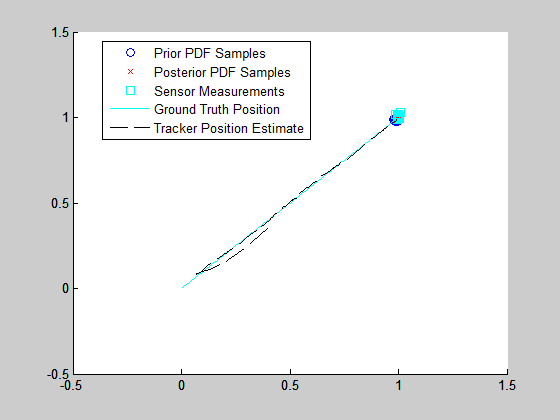 1.5
Prior PDF Samples
Posterior PDF Samples
Sensor Measurements
Ground Truth Position
Tracker Position Estimate
1
0.5
0
-0.5
-0.5 0 0.5 1 1.5